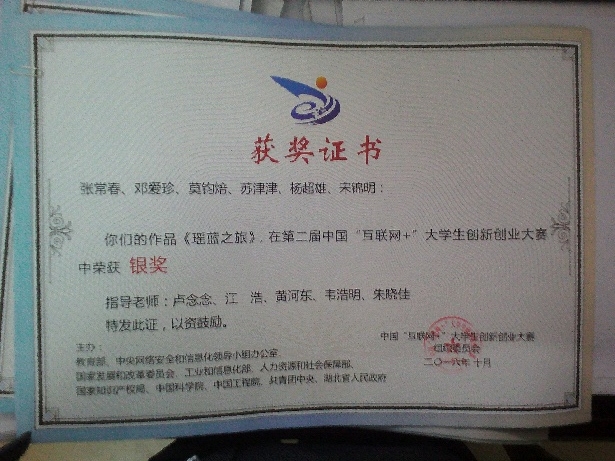 获奖证书
张常春、邓爱珍、莫钧焙、苏津津、杨超雄、宋锦明：
你们的作品《瑶蓝之旅》，在第二届中国“互联网+”大学生创新创业大赛
中荣获 银奖
指导老师：卢念念、江 浩、黄河东、韦浩明、朱晓佳
特发此证，以资鼓励。
主办：
教育部、中央网络安全和信息化领导小组办公室、
国家发展和改革委员会、工业和信息化部、人力资源和社会保障部、
国家知识产权局、中国科学院、中国工程院、共青团中央、湖北省人民政府
中国“互联网+”大学生创新创业大赛
组织委员会
二〇一六年 十月